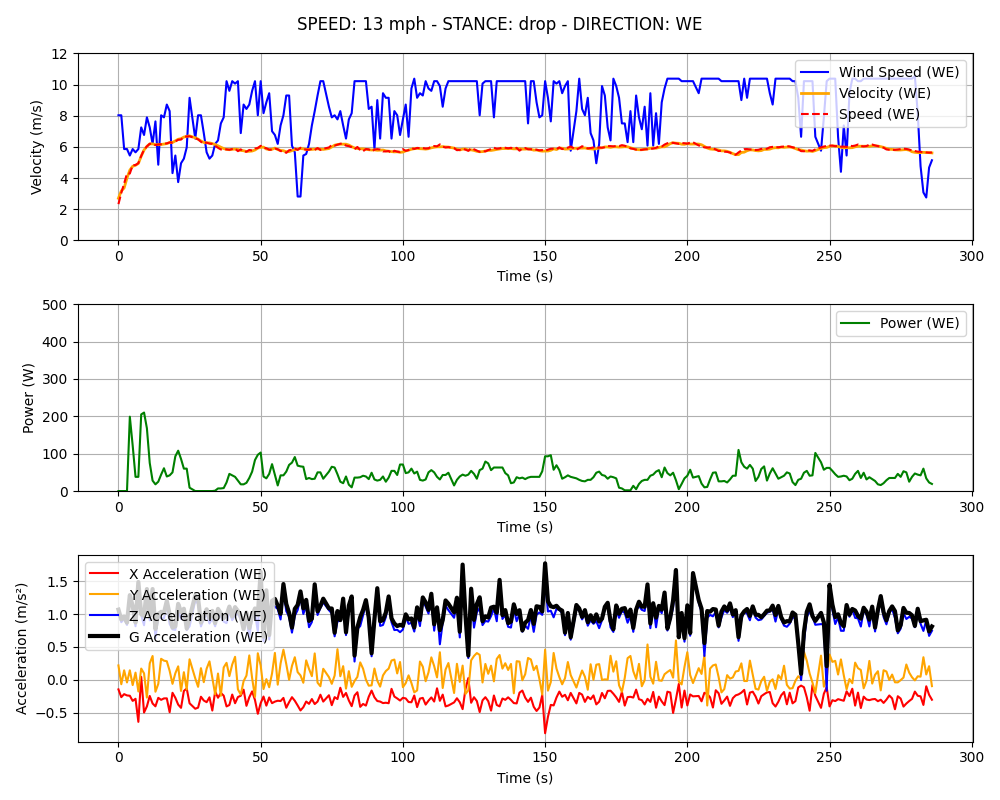 SPEED: 13 mph - STANCE: drop - DIRECTION: WE
Velocity (m/s)
12
10
8
6
4
2
0
Wind Speed (WE)
Velocity (WE)
Speed (WE)
0 50 100 150 200 250 300
Time (s)
Power (W)
500
400
300
200
100
0
Power (WE)
0 50 100 150 200 250 300
Time (s)
Acceleration (m/s²)
1.5
1.0
0.5
0.0
−0.5
X Acceleration (WE)
Y Acceleration (WE)
Z Acceleration (WE)
G Acceleration (WE)
0 50 100 150 200 250 300
Time (s)